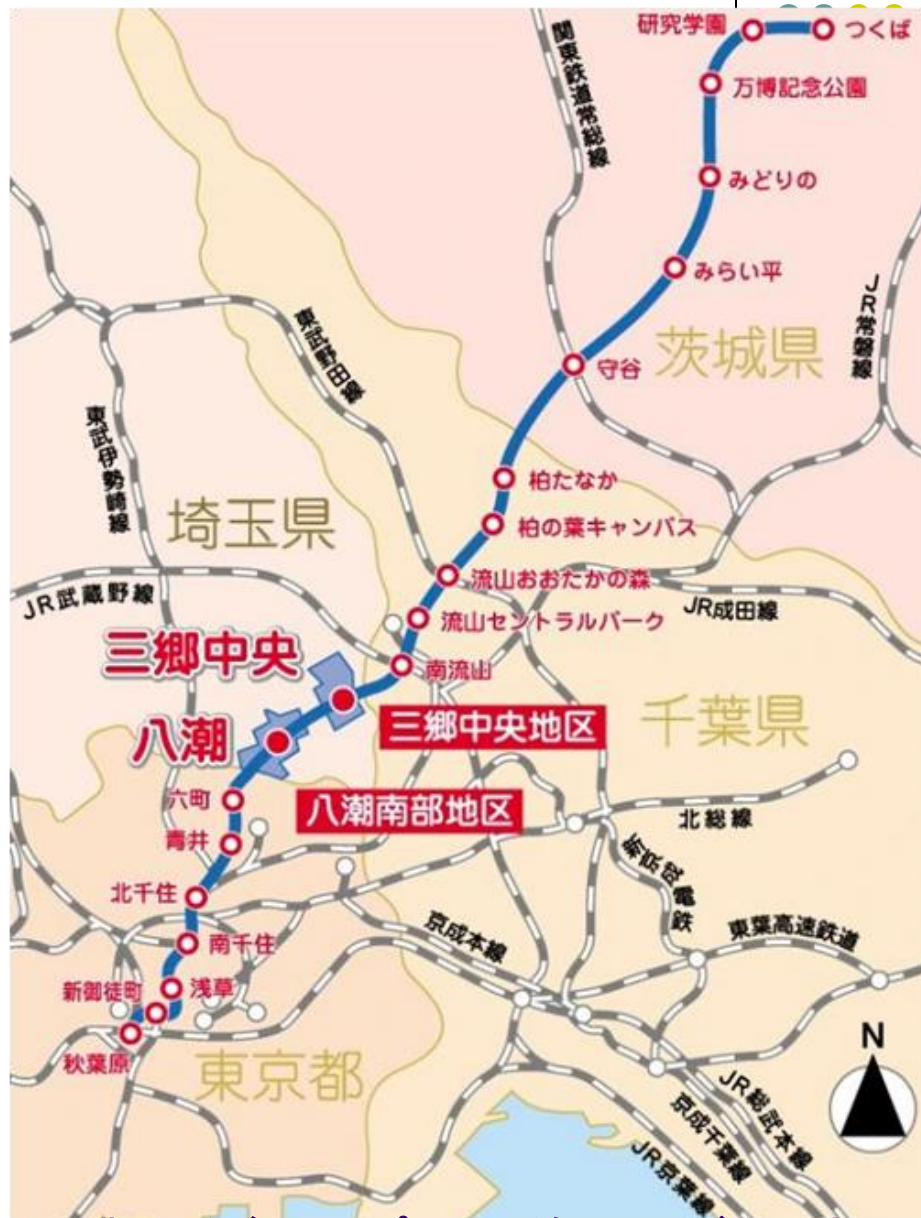 研究学園
つくば
関東鉄道常総線
万博記念公園
みどりの
みらい平
JR常磐線
東武野田線
茨城県
守谷
東武伊勢崎線
柏たなか
埼玉県
柏の葉キャンパス
流山おおたかの森
JR武蔵野線
JR成田線
流山セントラルパーク
三郷中央
南流山
三郷中央地区
千葉県
八潮
六町
八潮南部地区
北総線
青井
新京成電鉄
北千住
京成本線
東葉高速鉄道
南千住
新御徒町
浅草
秋葉原
N
東京都
JR総武本線
京成千葉線
JR京葉線